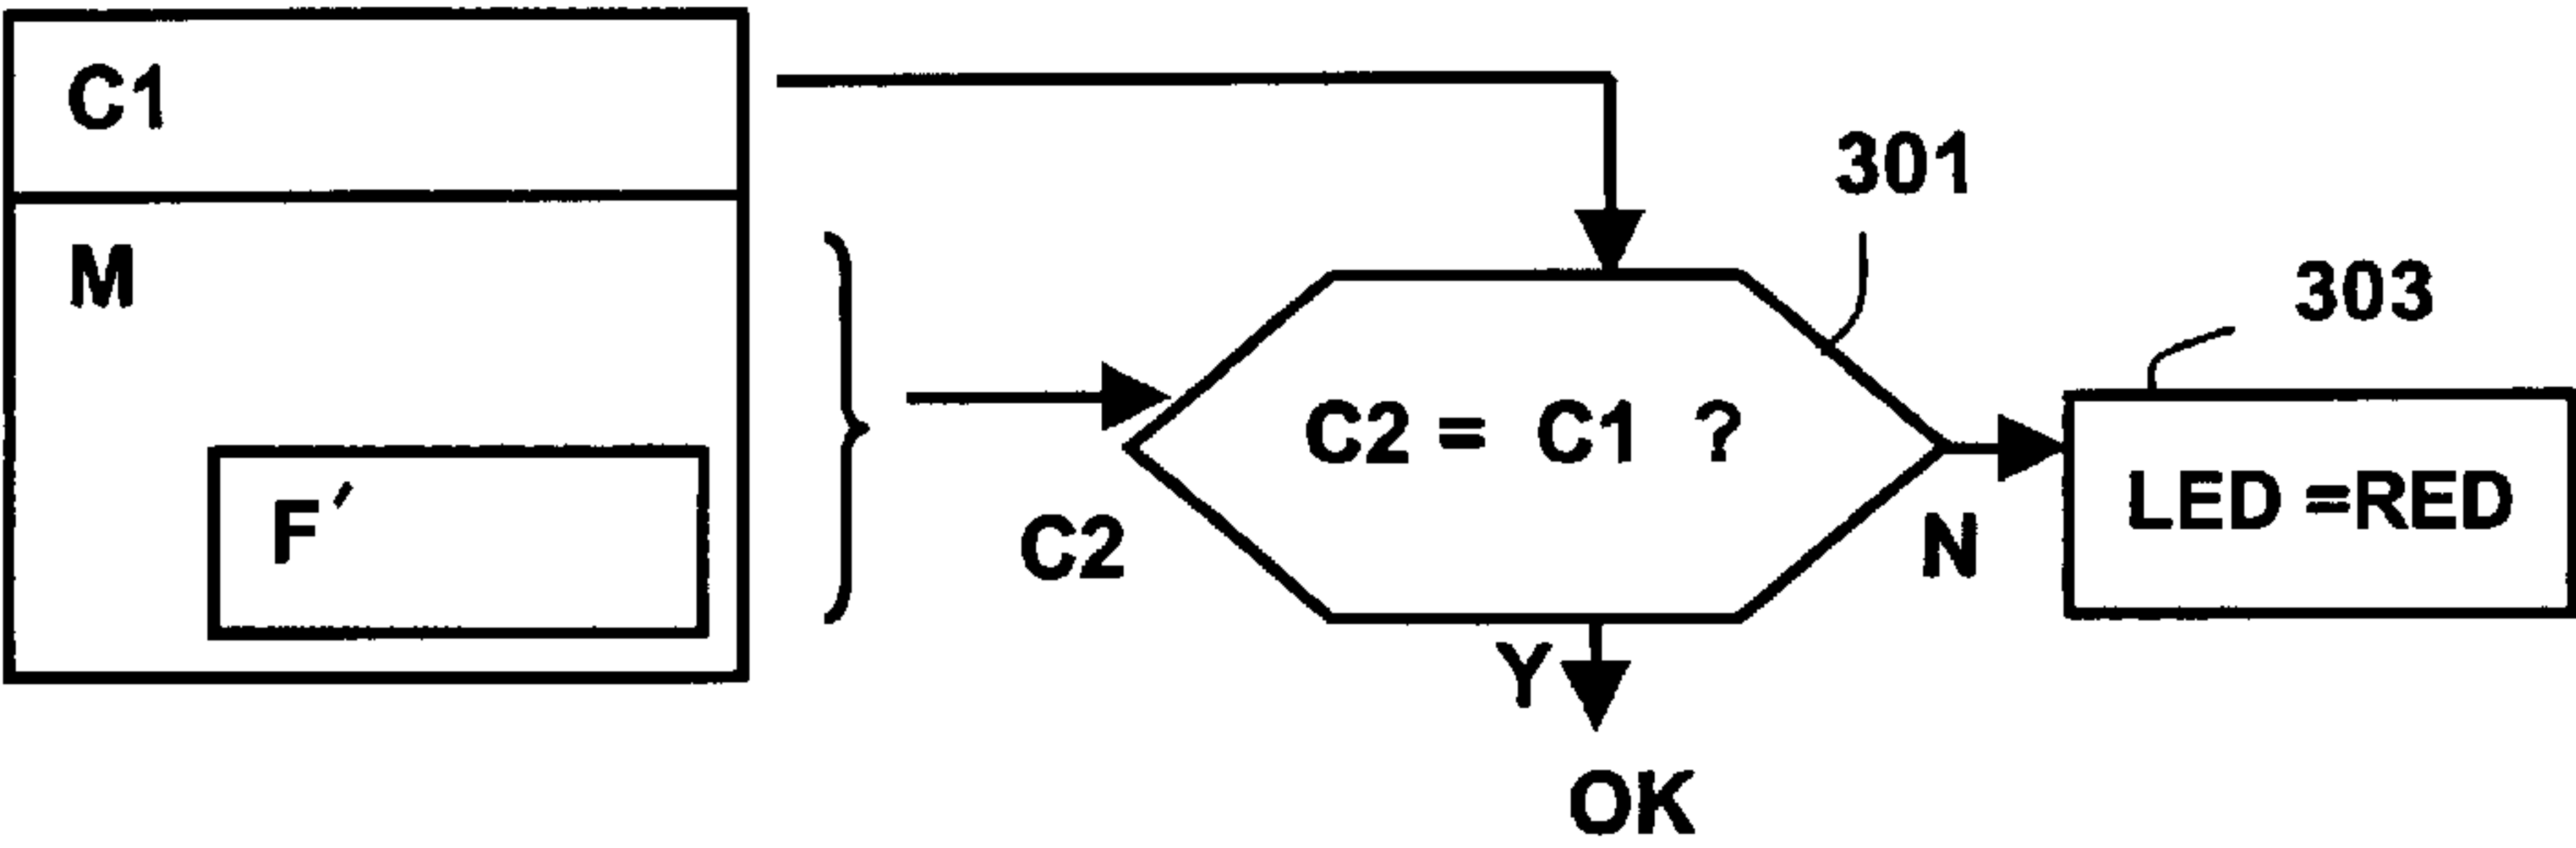 C1
M
F′
C2
C2 = C1 ?
301
N
303
LED =RED
Y
OK